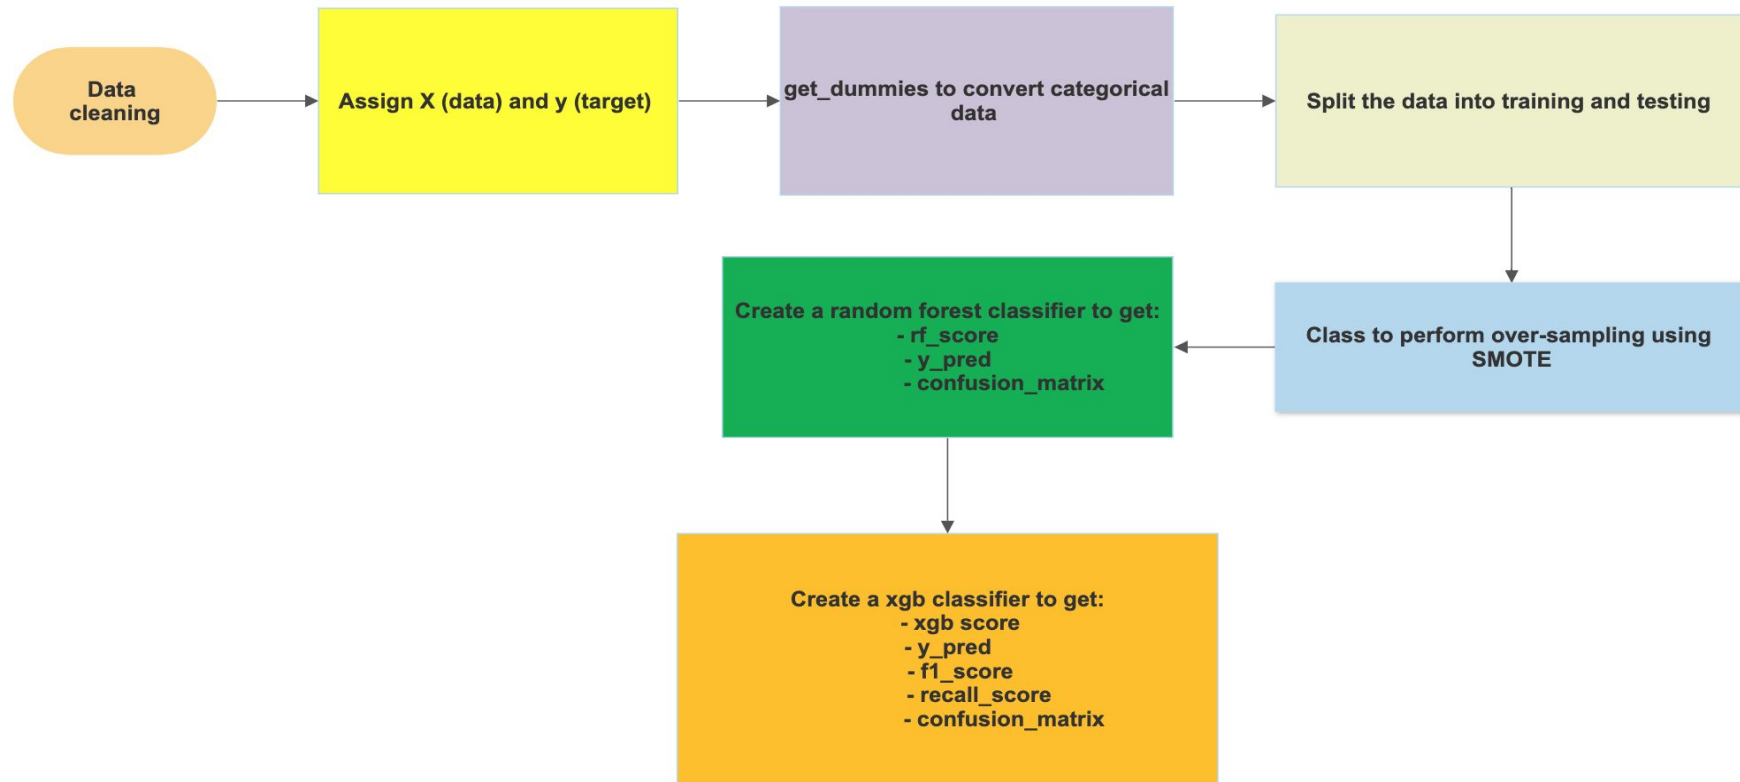 Data
cleaning
Assign X (data) and y (target)
get_dummies to convert categorical
data
Split the data into training and testing
Class to perform over-sampling using
SMOTE
Create a random forest classifier to get:
- rf_score
- y_pred
- confusion_matrix
Create a xgb classifier to get:
- xgb score
- y_pred
- f1_score
- recall_score
- confusion_matrix